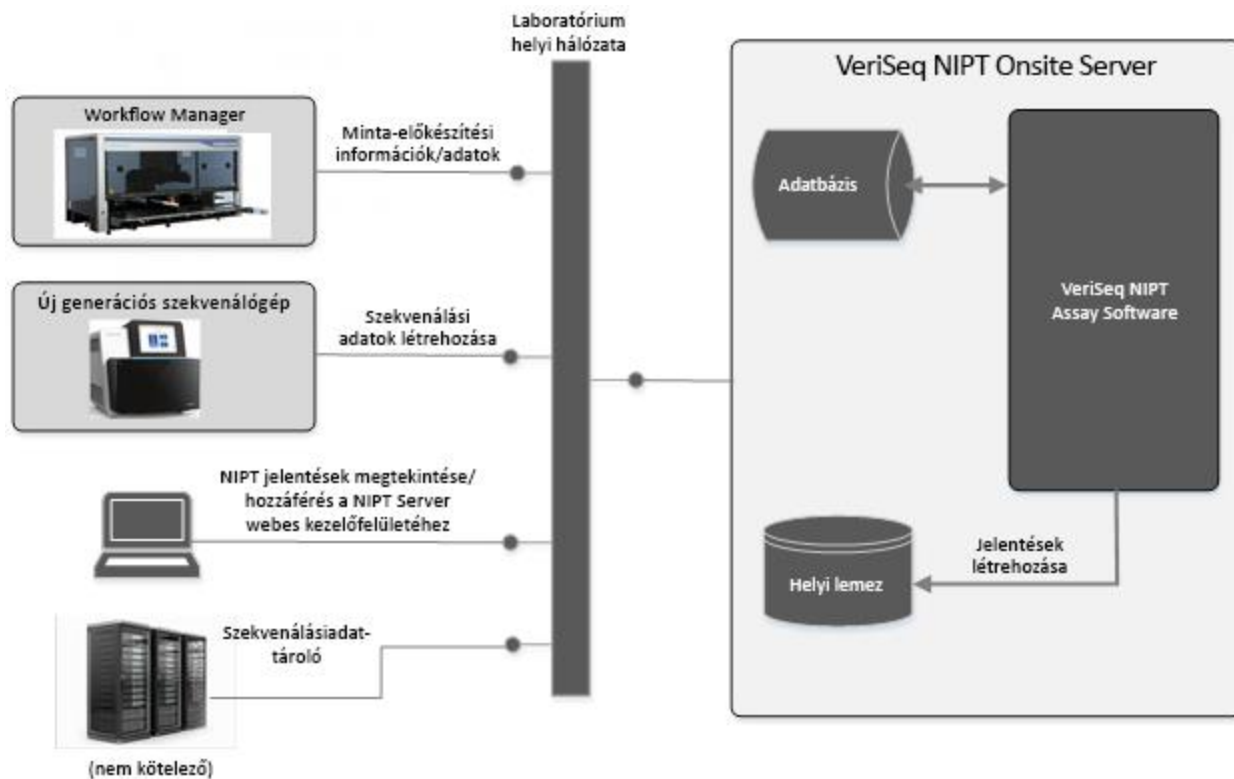 Laboratórium
helyi hálózata
VeriSeq NIPT Onsite Server
Workflow Manager
Minta-előkészítési
információk/adatok
Adatbázis
VeriSeq NIPT
Assay Software
Új generációs szekvenálógép
Szekvenálási
adatok létrehozása
NIPT jelentések megtekintése/
hozzáférés a NIPT Server
webes kezelőfelületéhez
Jelentések
létrehozása
Helyi lemez
Szekvenálásiadat-
tároló
(nem kötelező)